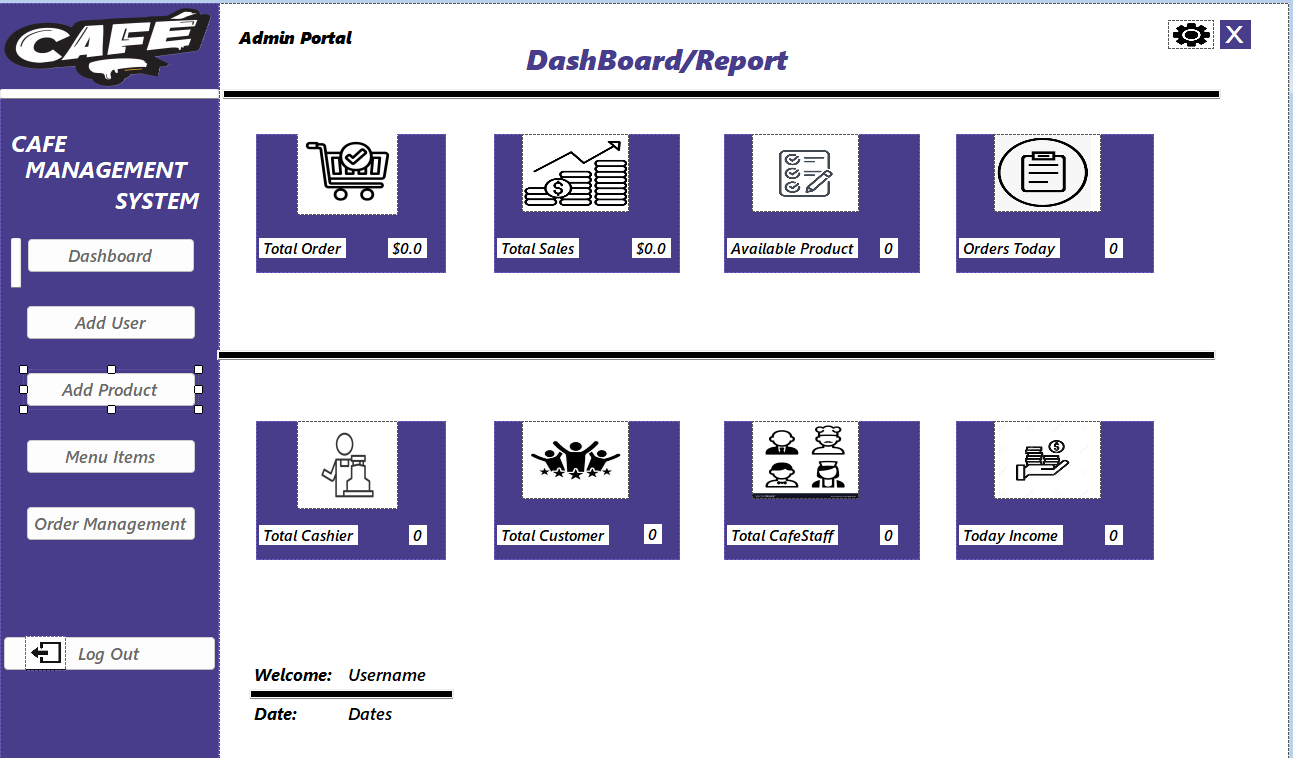 CAFÉ
Admin Portal
DashBoard/Report
X
CAFE
MANAGEMENT
SYSTEM
Dashboard
Add User
Add Product
Menu Items
Order Management
Log Out
Total Order $0.0
$
Total Sales $0.0
Available Product 0
Orders Today 0
Total Cashier 0
Total Customer 0
Total CafeStaff 0
$
Today Income 0
Welcome: Username
Date: Dates